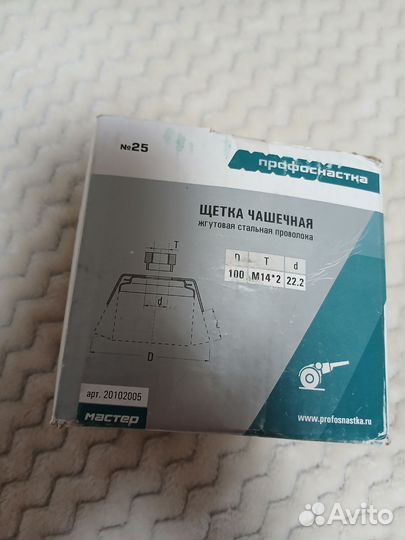 №25
профоснастка
ЩЕТКА ЧАШЕЧНАЯ
жгутовая стальная проволока
D T d
100 M14*2 22.2
T
d
L
D
арт. 20102005
мастер
www.profosnastka.ru
Avito